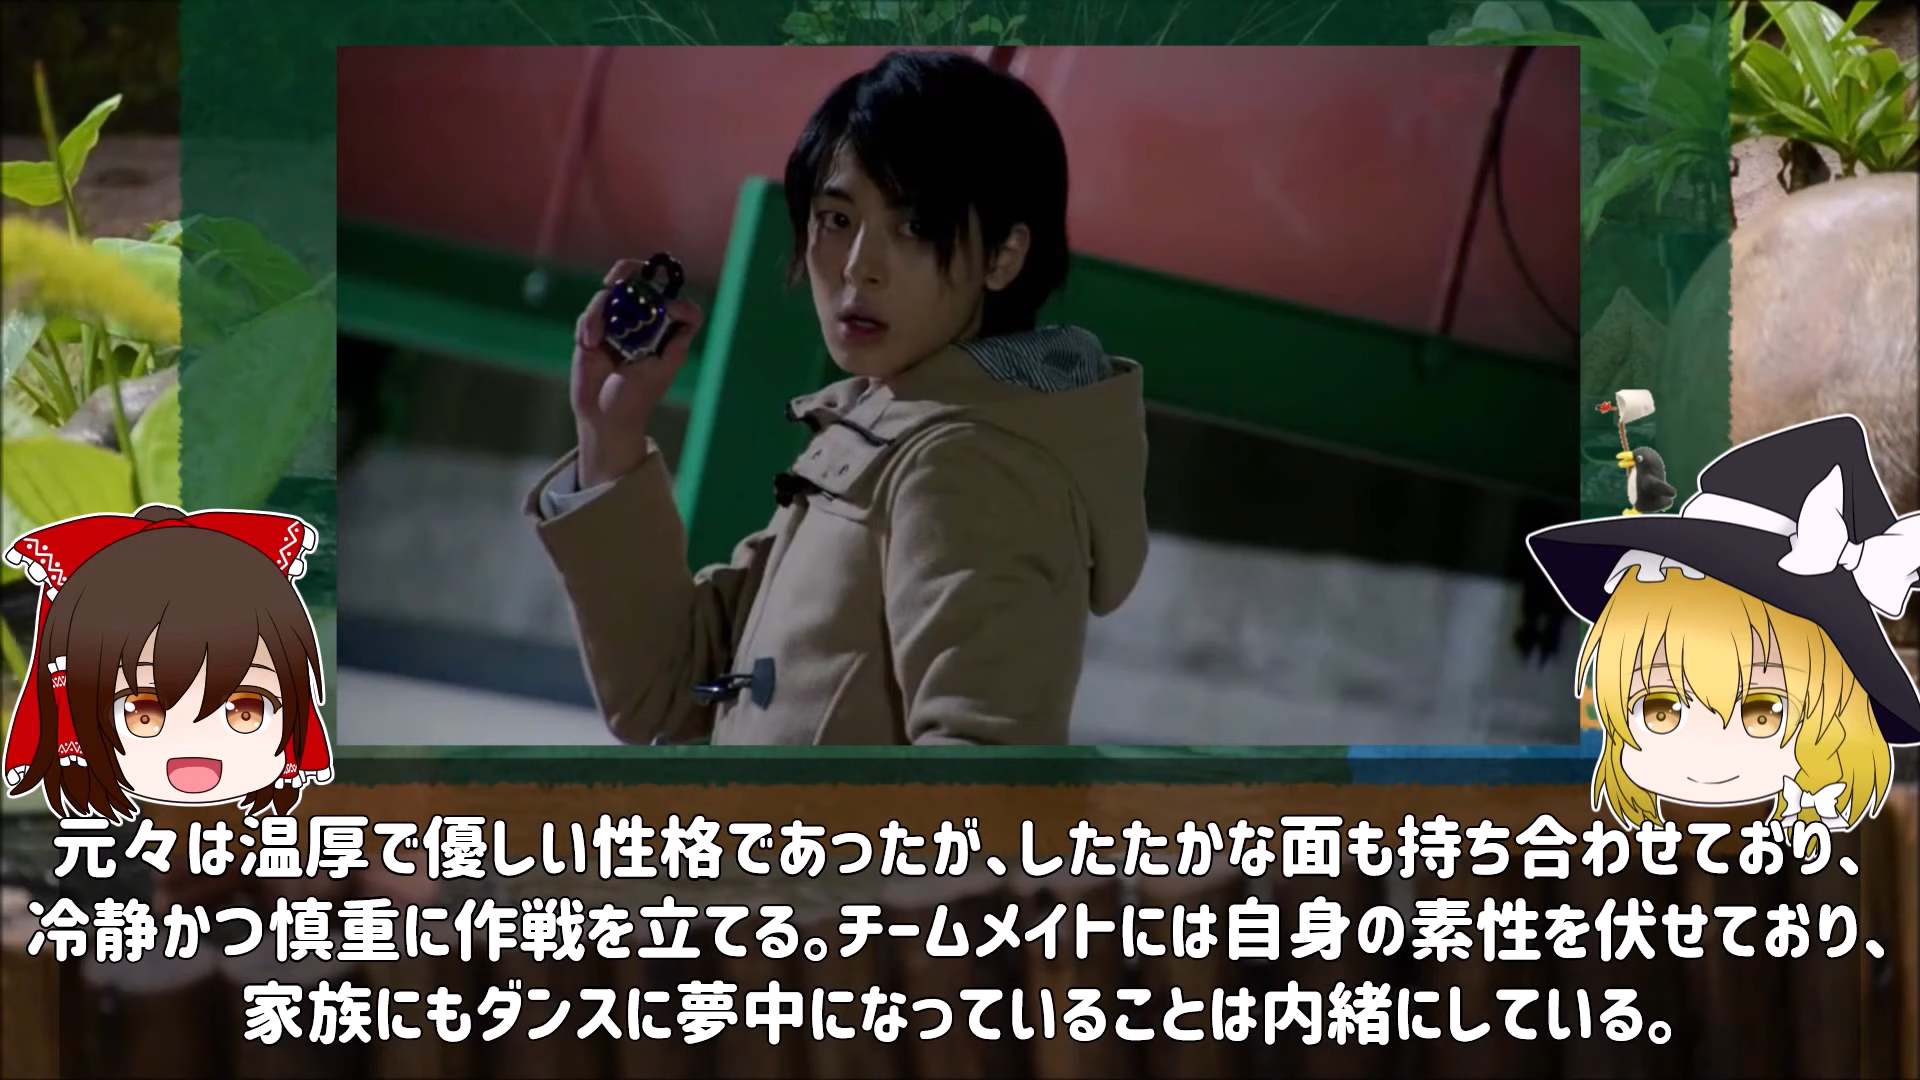 元々は温厚で優しい性格であったが、したたかな面も持ち合わせており、
冷静かつ慎重に作戦を立てる。チームメイトには自身の素性を伏せており、
家族にもダンスに夢中になっていることは内緒にしている。